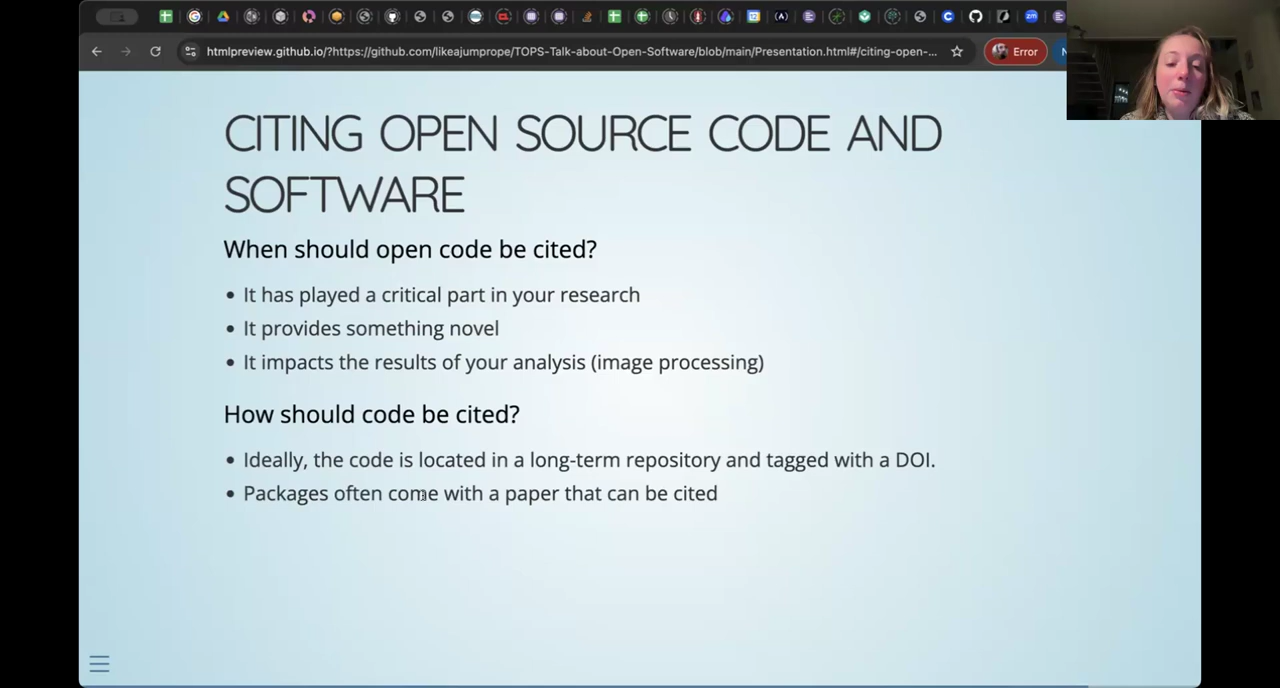 htmlpreview.github.io/?https://github.com/likeajumprope/TOPS-Talk-about-Open-Software/blob/main/Presentation.html#/citing-open-...
Error
N
CITING OPEN SOURCE CODE AND
SOFTWARE
When should open code be cited?
• It has played a critical part in your research
• It provides something novel
• It impacts the results of your analysis (image processing)
How should code be cited?
• Ideally, the code is located in a long-term repository and tagged with a DOI.
• Packages often come with a paper that can be cited